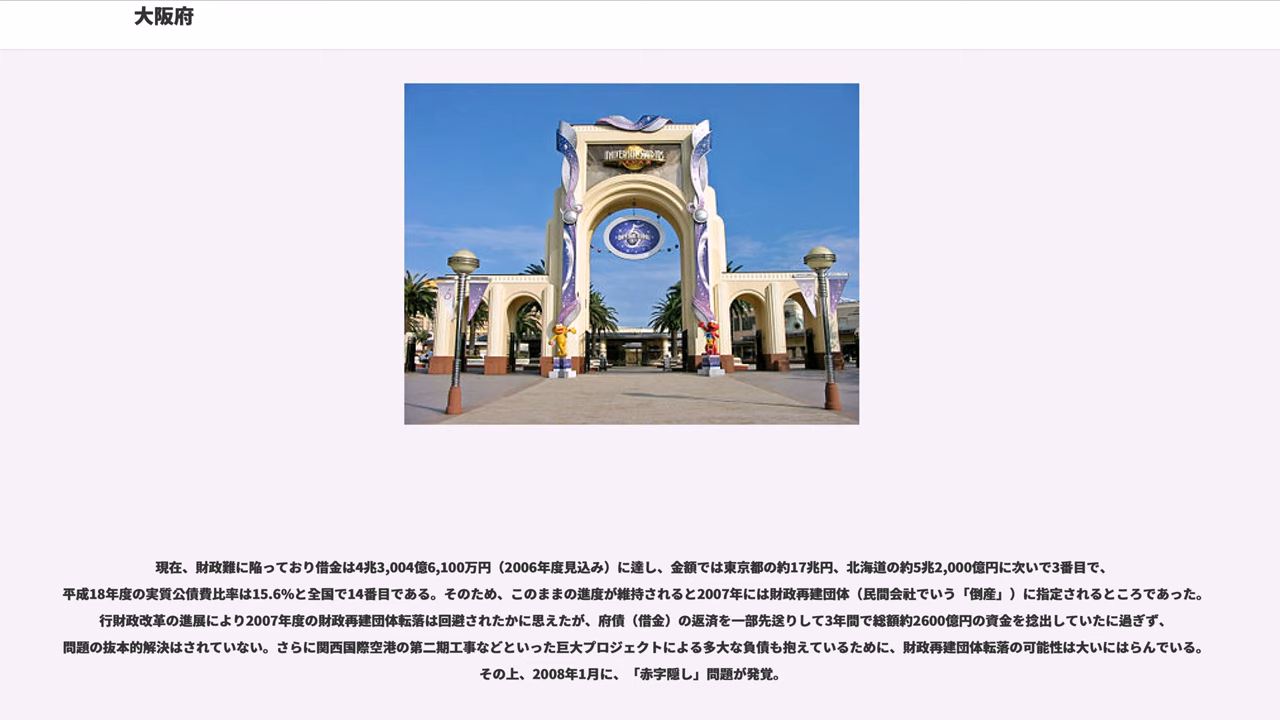 大阪府
UNIVERSAL STUDIOS
JAPAN
現在、財政難に陥っており借金は4兆3,004億6,100万円（2006年度見込み）に達し、金額では東京都の約17兆円、北海道の約5兆2,000億円に次いで3番目で、
平成18年度の実質公債費比率は15.6%と全国で14番目である。そのため、このままの進度が維持されると2007年には財政再建団体（民間会社でいう「倒産」）に指定されるところであった。
行財政改革の進展により2007年度の財政再建団体転落は回避されたかに思えたが、府債（借金）の返済を一部先送りして3年間で総額約2600億円の資金を捻出していたに過ぎず、
問題の抜本的解決はされていない。さらに関西国際空港の第二期工事などといった巨大プロジェクトによる多大な負債も抱えているために、財政再建団体転落の可能性は大いにはらんでいる。
その上、2008年1月に、「赤字隠し」問題が発覚。